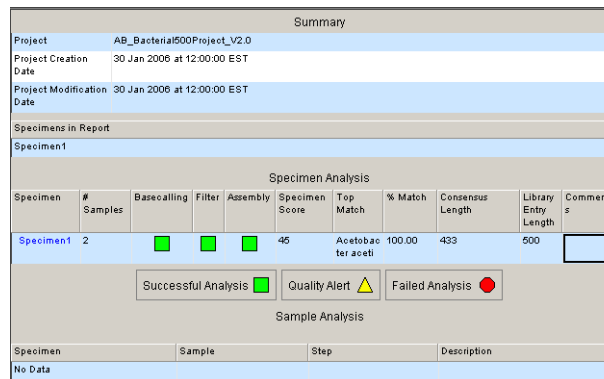 Summary
Project AB_Bacterial500Project_V2.0
Project Creation Date 30 Jan 2006 at 12:00:00 EST
Project Modification Date 30 Jan 2006 at 12:00:00 EST
Specimens in Report
Specimen1
Specimen Analysis
Specimen # Samples Basecalling Filter Assembly Specimen Score Top Match % Match Consensus Length Library Entry Length Commen s
Specimen1 2 45 Acetobac ter aceti 100.00 433 500
Successful Analysis Quality Alert Failed Analysis
Sample Analysis
Specimen Sample Step Description
No Data